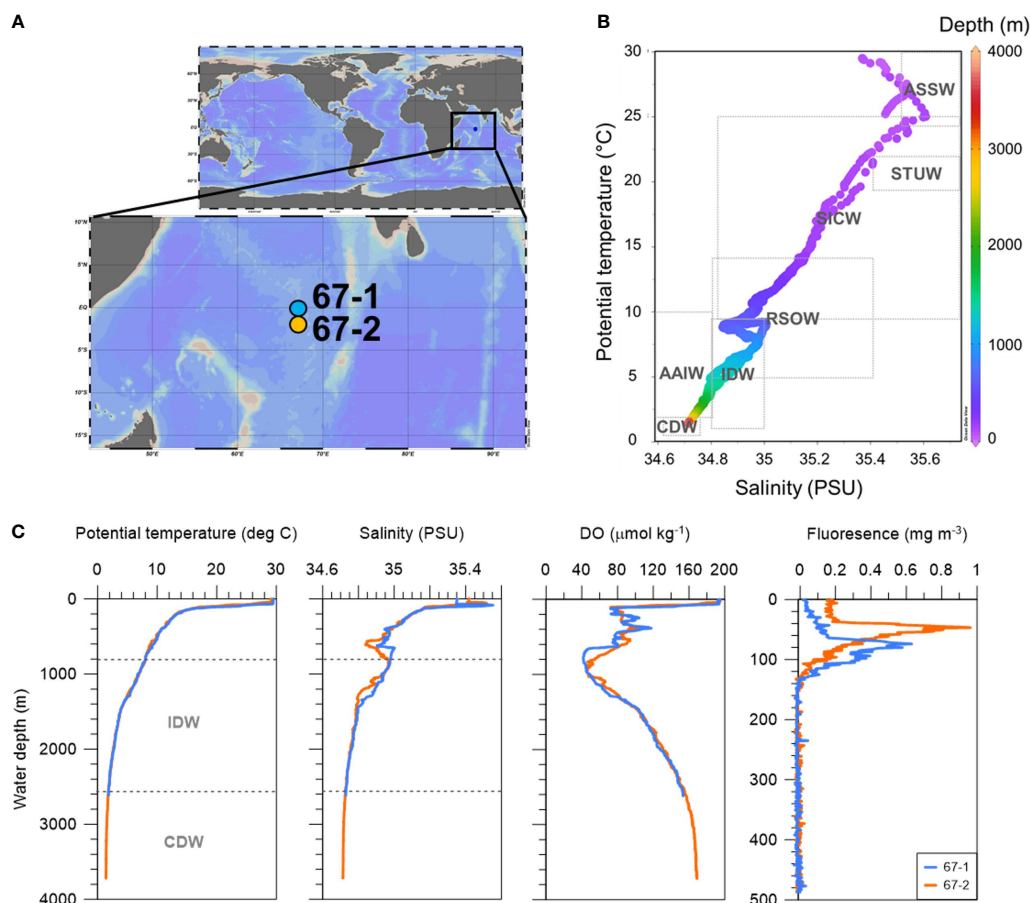 A
10°N
5°N
EQ
5°S
10°S
15°S
50°E
60°E
70°E
80°E
90°E
67-1
67-2
B
Depth (m)
4000
3000
2000
1000
0
Potential temperature (°C)
30
25
20
15
10
5
0
34.6 34.8 35 35.2 35.4 35.6
Salinity (PSU)
ASSW
STUW
SICW
RSOW
AAIW IDW
CDW
Ocean Data View
C
Potential temperature (deg C)
0 10 20 30
Water depth (m)
0
1000
2000
3000
4000
IDW
CDW
Salinity (PSU)
34.6 35 35.4
DO (μmol kg-1)
0 40 80 120 160 200
Fluoresence (mg m-3)
0 0.2 0.4 0.6 0.8 1
0
100
200
300
400
500
67-1
67-2